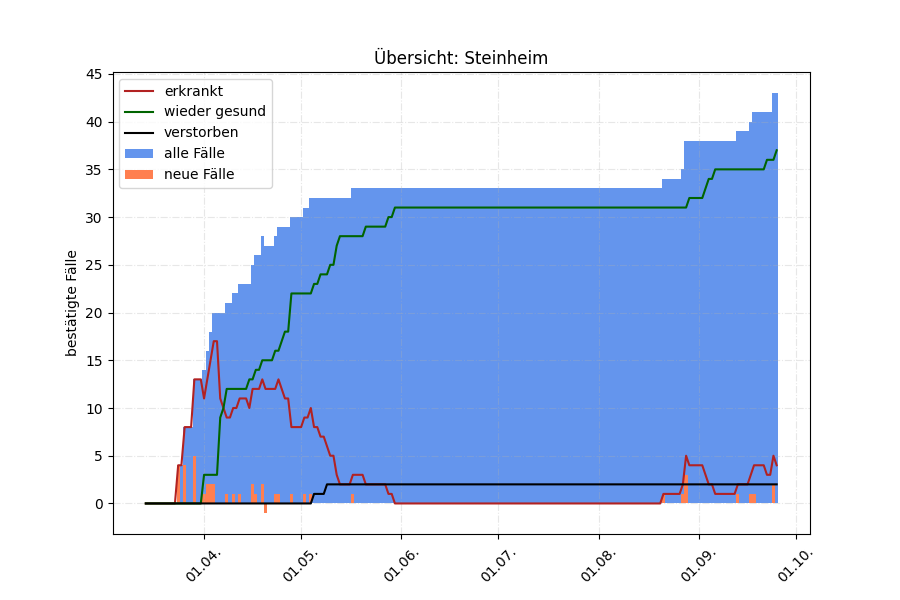 Übersicht: Steinheim
bestätigte Fälle
45
40
35
30
25
20
15
10
5
0
erkrankt
wieder gesund
verstorben
alle Fälle
neue Fälle
01.04.
01.05.
01.06.
01.07.
01.08.
01.09.
01.10.